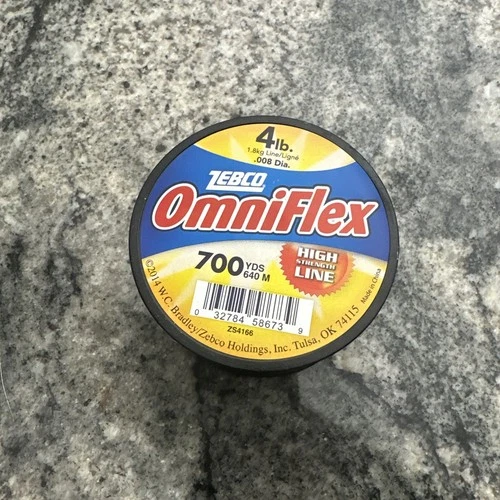 4lb.
1.8kg Line/Ligné
.008 Dia.
ZEBCO
OmniFlex
700 YDS
640 M
HIGH
STRENGTH
LINE
0 32784 58673 9
ZS4166
©2014 W.C. Bradley/Zebco Holdings, Inc. Tulsa, OK 74115
Made in China